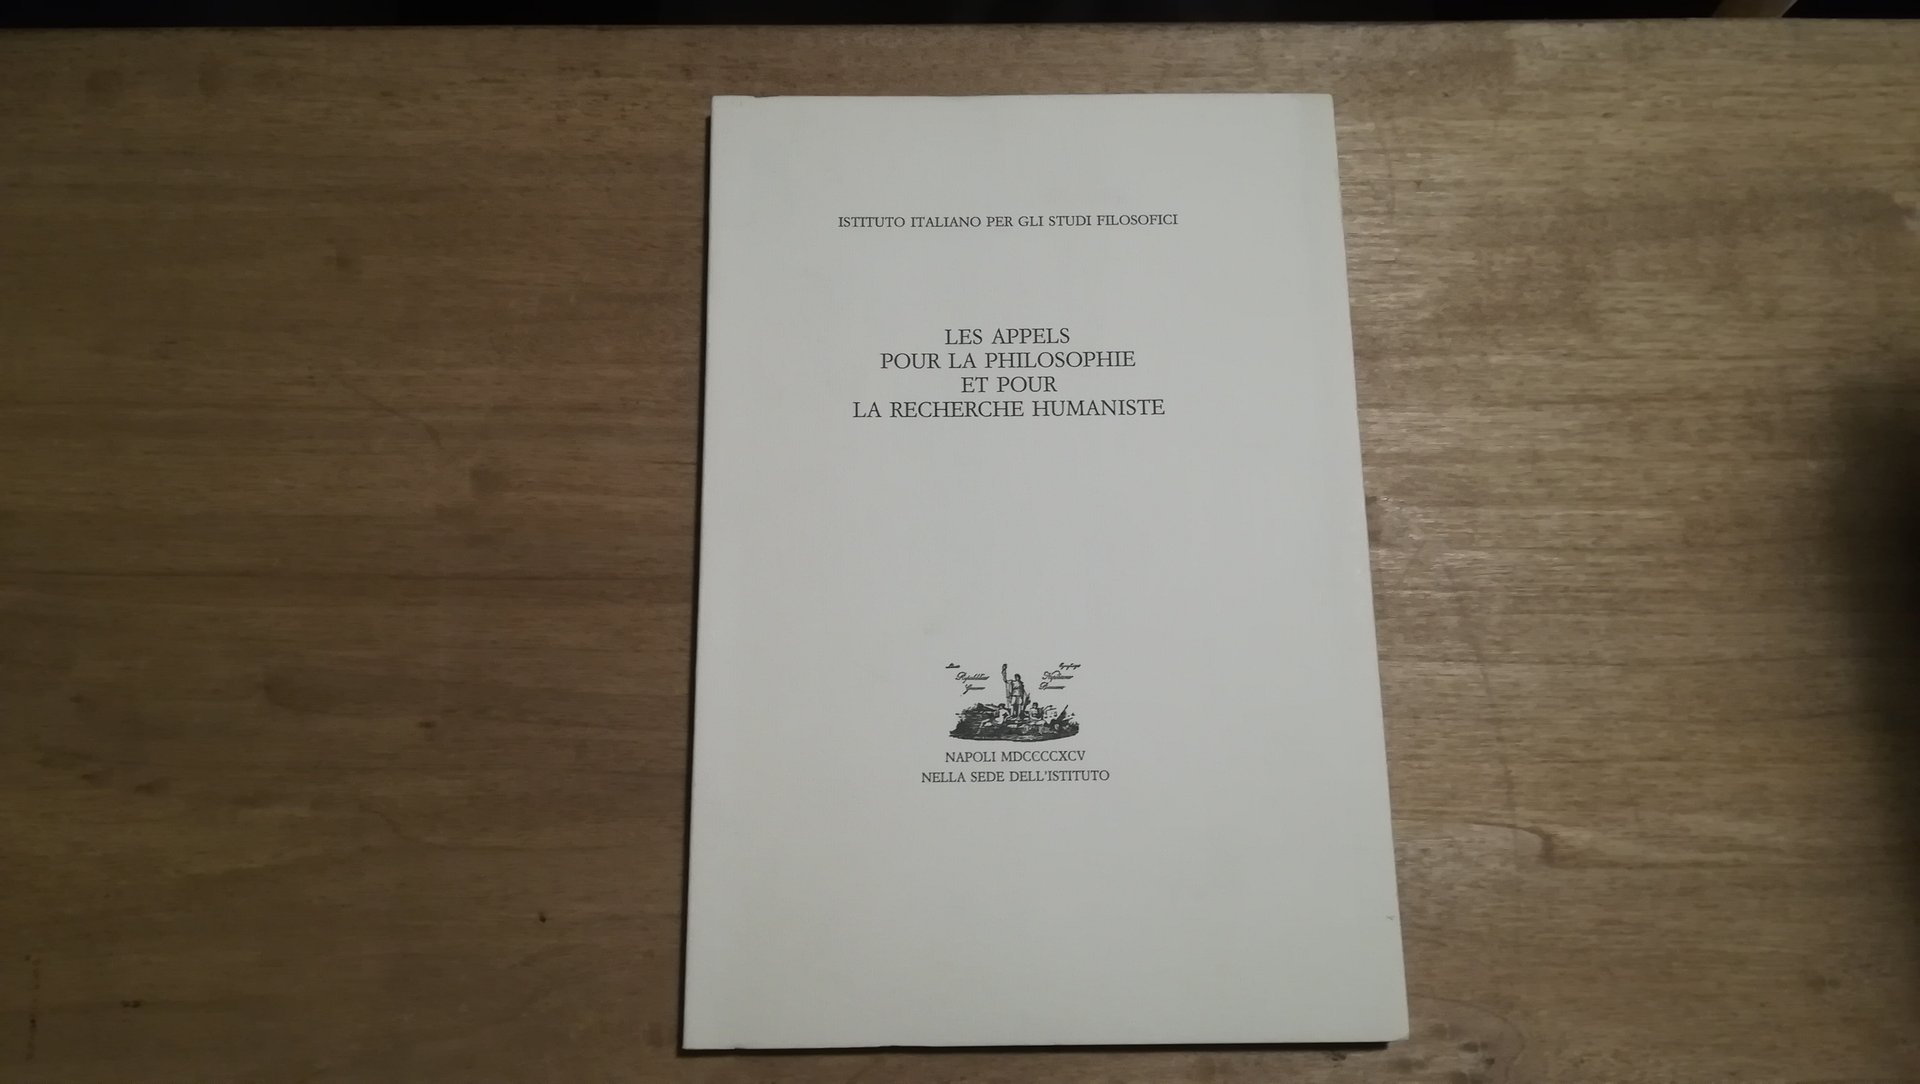 ISTITUTO ITALIANO PER GLI STUDI FILOSOFICI
LES APPELS
POUR LA PHILOSOPHIE
ET POUR
LA RECHERCHE HUMANISTE
NAPOLI MDCCCCXCV
NELLA SEDE DELL'ISTITUTO